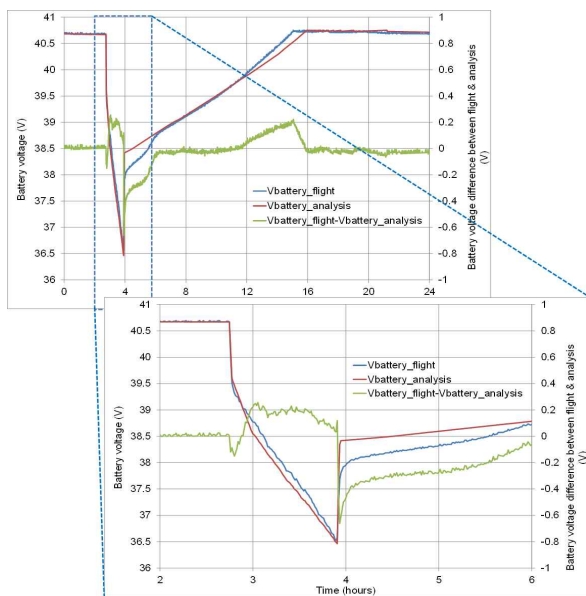 41
40.5
40
39.5
39
38.5
38
37.5
37
36.5
36
Battery voltage (V)
1
0.8
0.6
0.4
0.2
0
-0.2
-0.4
-0.6
-0.8
-1
Battery voltage difference between flight & analysis
(V)
Vbattery_flight
Vbattery_analysis
Vbattery_flight-Vbattery_analysis
0 4 8 12 16 20 24
41
40.5
40
39.5
39
38.5
38
37.5
37
36.5
36
Battery voltage (V)
1
0.8
0.6
0.4
0.2
0
-0.2
-0.4
-0.6
-0.8
-1
Battery voltage difference between flight & analysis
(V)
Vbattery_flight
Vbattery_analysis
Vbattery_flight-Vbattery_analysis
2 3 4 5 6
Time (hours)